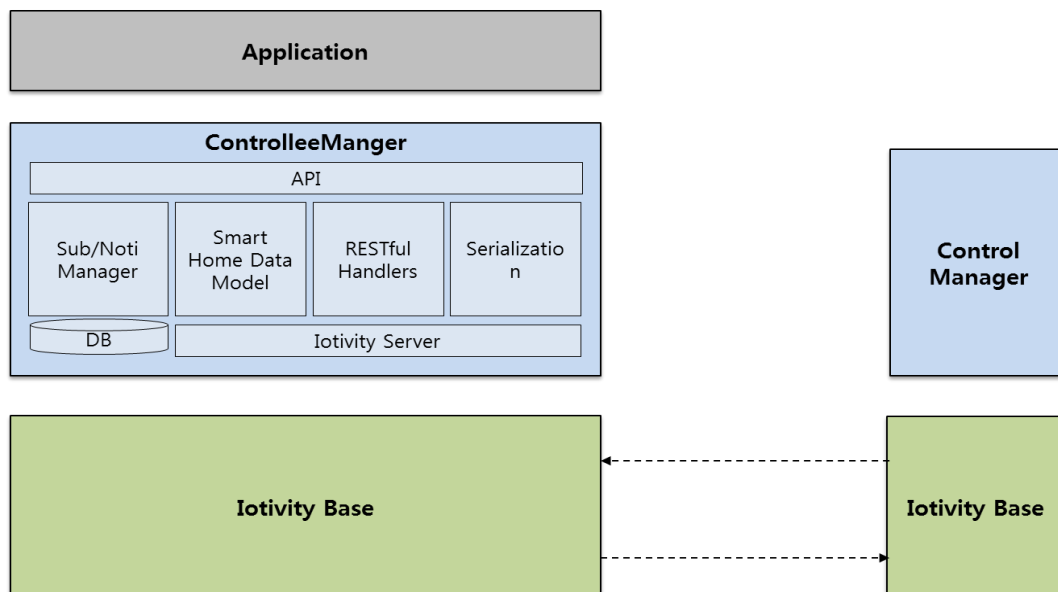 Application
ControlleeManger
API
Sub/Noti
Manager
Smart
Home Data
Model
RESTful
Handlers
Serializatio
n
DB
Iotivity Server
Control
Manager
Iotivity Base
Iotivity Base